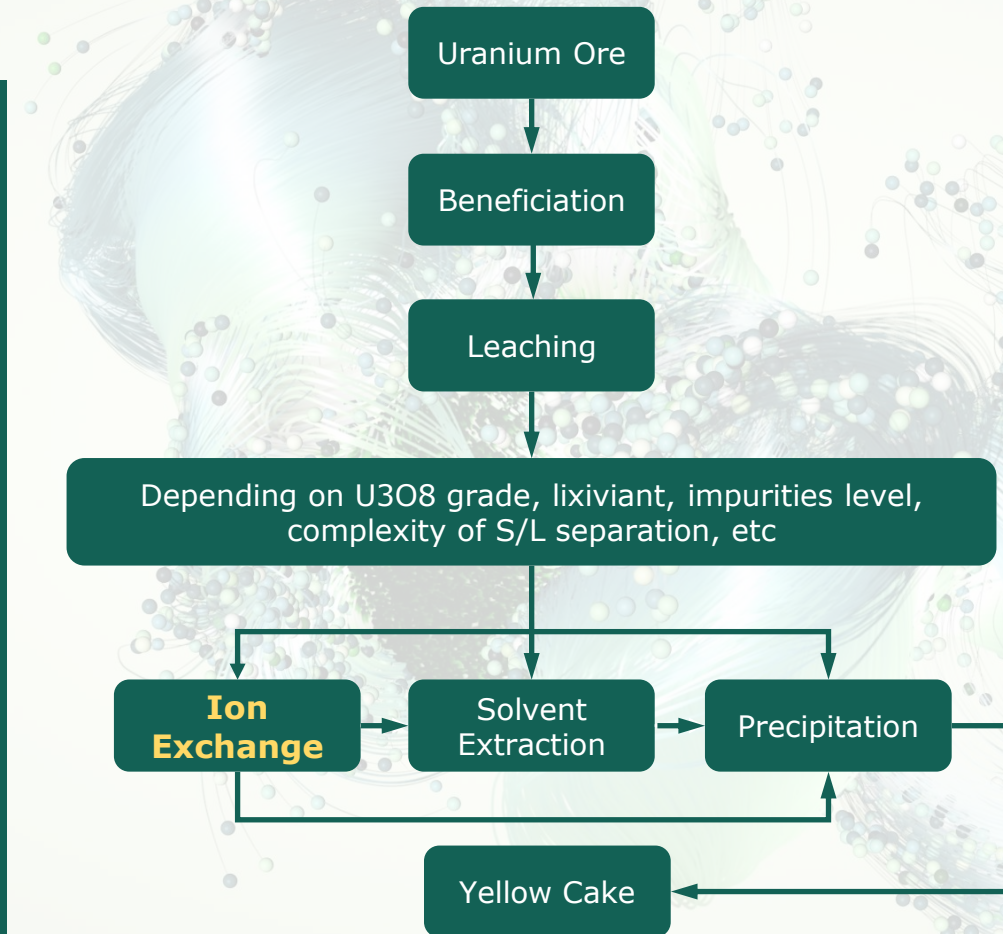 Uranium Ore
Beneficiation
Leaching
Depending on U3O8 grade, lixiviant, impurities level,
complexity of S/L separation, etc
Ion
Exchange
Solvent
Extraction
Precipitation
Yellow Cake